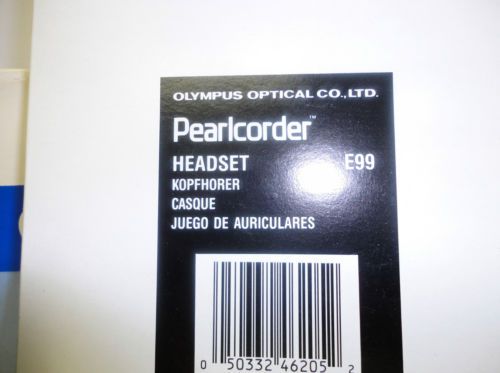 OLYMPUS OPTICAL CO.,LTD.
Pearlcorder™
HEADSET E99
KOPFHORER
CASQUE
JUEGO DE AURICULARES
0 50332 46205 2